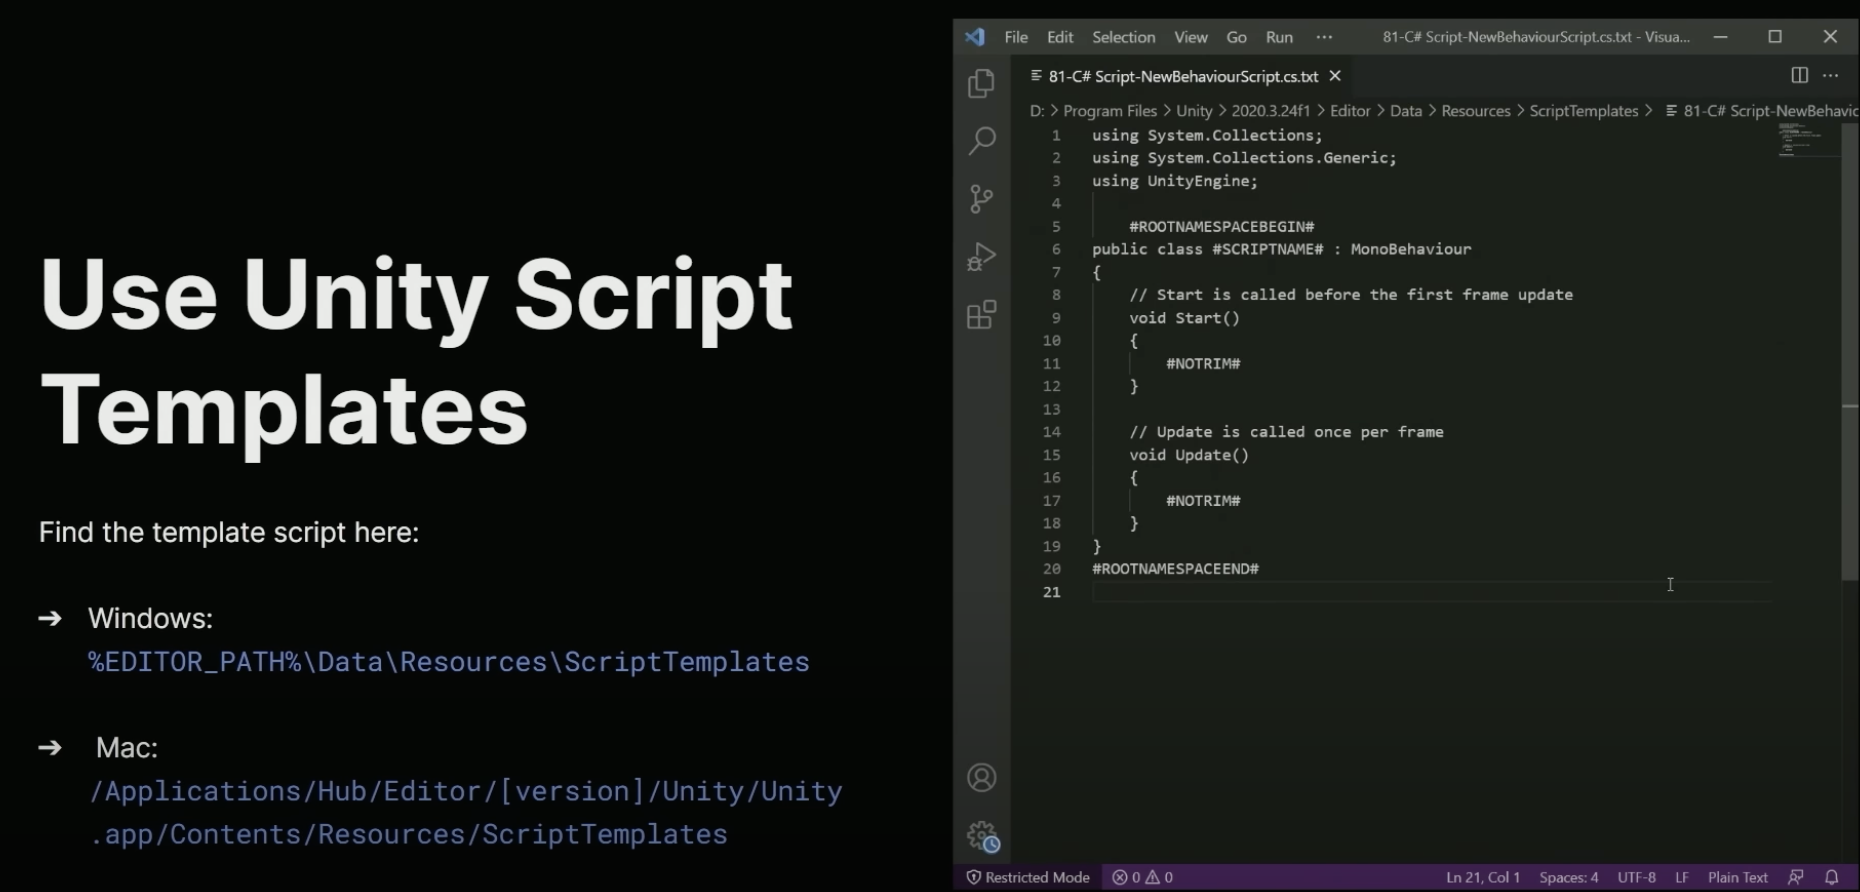 Use Unity Script
Templates
Find the template script here:
➔ Windows:
%EDITOR_PATH%\Data\Resources\ScriptTemplates
➔ Mac:
/Applications/Hub/Editor/[version]/Unity/Unity
.app/Contents/Resources/ScriptTemplates
File Edit Selection View Go Run ··· 81-C# Script-NewBehaviourScript.cs.txt - Visua...
81-C# Script-NewBehaviourScript.cs.txt
D: > Program Files > Unity > 2020.3.24f1 > Editor > Data > Resources > ScriptTemplates > 81-C# Script-NewBehavio
1 using System.Collections;
2 using System.Collections.Generic;
3 using UnityEngine;
4
5 #ROOTNAMESPACEBEGIN#
6 public class #SCRIPTNAME# : MonoBehaviour
7 {
8 // Start is called before the first frame update
9 void Start()
10 {
11 #NOTRIM#
12 }
13
14 // Update is called once per frame
15 void Update()
16 {
17 #NOTRIM#
18 }
19 }
20 #ROOTNAMESPACEEND#
21
Restricted Mode 0 0 Ln 21, Col 1 Spaces: 4 UTF-8 LF Plain Text